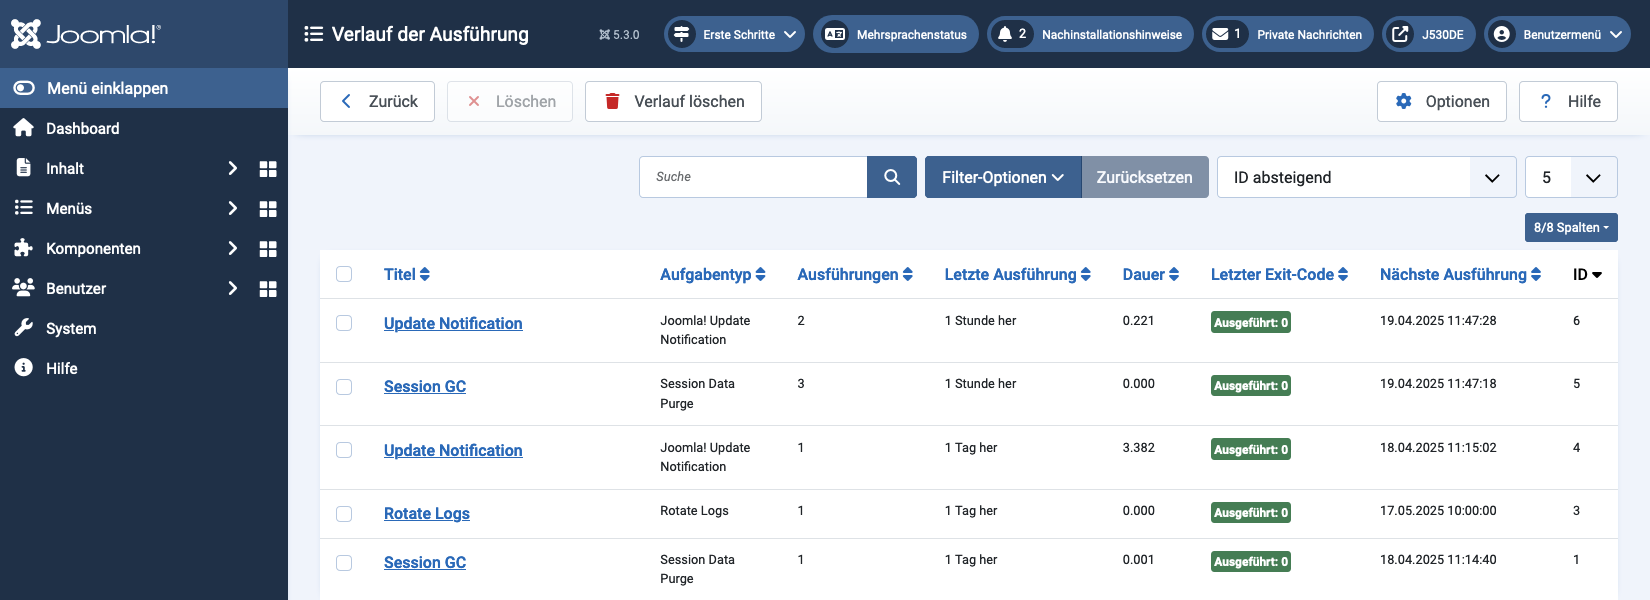 Joomla!®
Verlauf der Ausführung
5.3.0
Erste Schritte
Mehrsprachenstatus
2 Nachinstallationshinweise
1 Private Nachrichten
J530DE
Benutzermenü
Menü einklappen
Dashboard
Inhalt
Menüs
Komponenten
Benutzer
System
Hilfe
Zurück
Löschen
Verlauf löschen
Optionen
? Hilfe
Suche
Filter-Optionen
Zurücksetzen
ID absteigend
5
8/8 Spalten
Titel Aufgabentyp Ausführungen Letzte Ausführung Dauer Letzter Exit-Code Nächste Ausführung ID
Update Notification Joomla! Update 2 1 Stunde her 0.221 Ausgeführt: 0 19.04.2025 11:47:28 6
Notification
Session GC Session Data 3 1 Stunde her 0.000 Ausgeführt: 0 19.04.2025 11:47:18 5
Purge
Update Notification Joomla! Update 1 1 Tag her 3.382 Ausgeführt: 0 18.04.2025 11:15:02 4
Notification
Rotate Logs Rotate Logs 1 1 Tag her 0.000 Ausgeführt: 0 17.05.2025 10:00:00 3
Session GC Session Data 1 1 Tag her 0.001 Ausgeführt: 0 18.04.2025 11:14:40 1
Purge